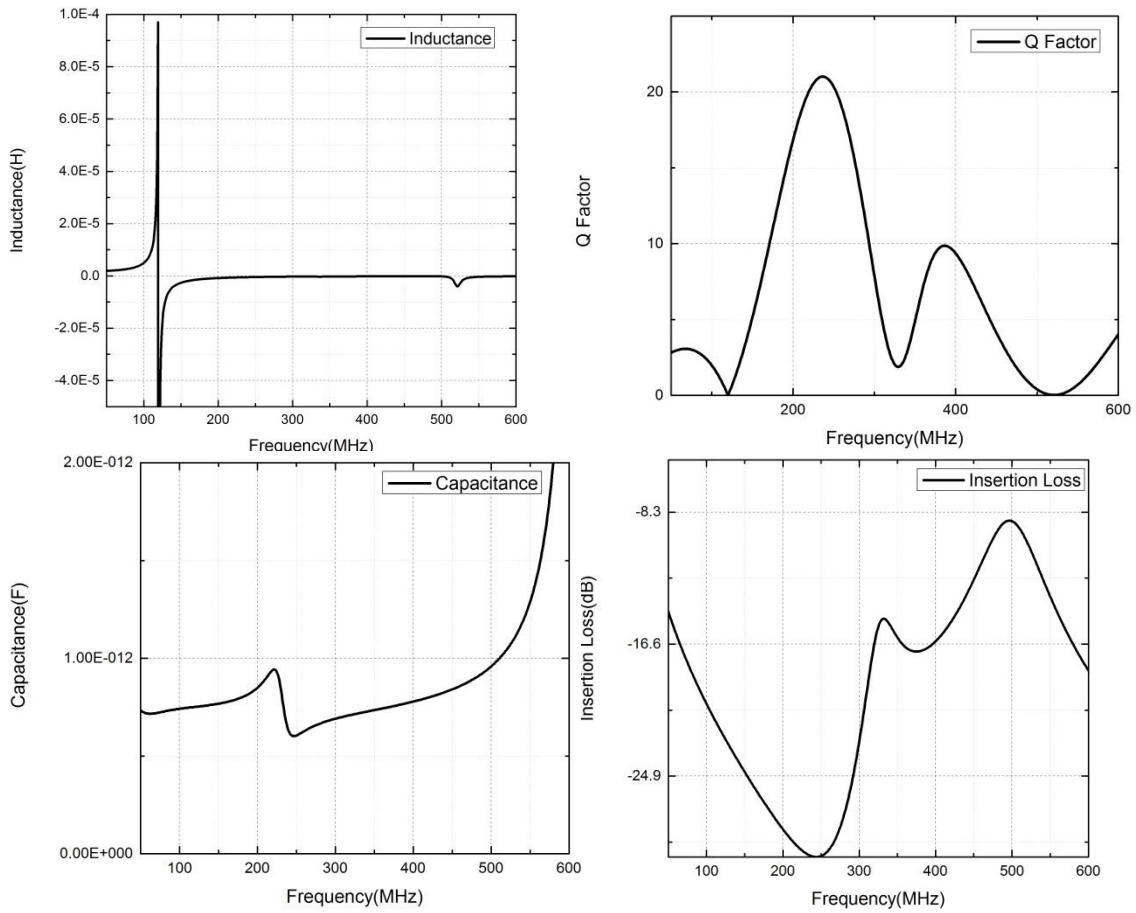 Inductance
1.0E-4
8.0E-5
6.0E-5
4.0E-5
2.0E-5
0.0
-2.0E-5
-4.0E-5
Inductance(H)
100 200 300 400 500 600
Frequency(MHz)
Q Factor
20
10
0
Q Factor
200 400 600
Frequency(MHz)
Capacitance
2.00E-012
1.00E-012
0.00E+000
Capacitance(F)
100 200 300 400 500 600
Frequency(MHz)
Insertion Loss
-8.3
-16.6
-24.9
Insertion Loss(dB)
100 200 300 400 500 600
Frequency(MHz)